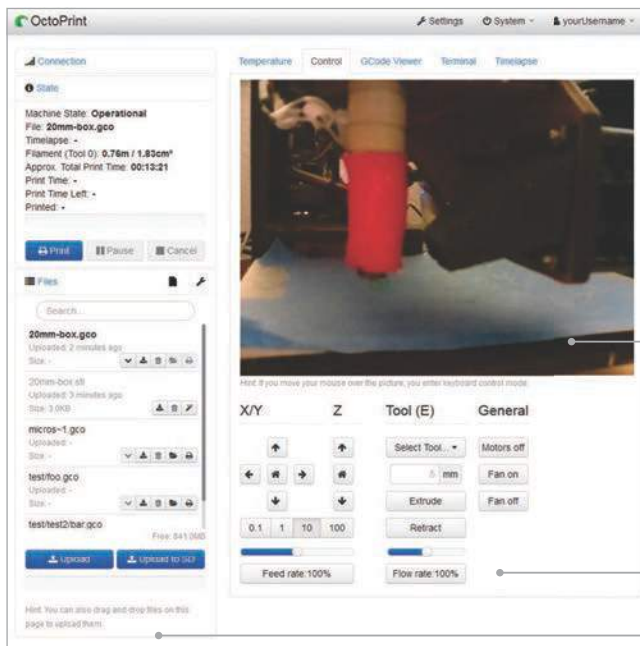 OctoPrint
Settings System yourUsername
Connection
State
Machine State: Operational
File: 20mm-box.gco
Timelapse: -
Filament (Tool 0): 0.76m / 1.83cm³
Approx. Total Print Time: 00:13:21
Print Time: -
Print Time Left: -
Printed: -
Print Pause Cancel
Files
Search...
20mm-box.gco
Uploaded: 2 minutes ago
Size: -
20mm-box.stl
Uploaded: 3 minutes ago
Size: 3.0KB
micros~1.gco
Uploaded: -
Size: -
test/foo.gco
Uploaded: -
Size: -
test/test2/bar.gco
Free: 841.0MB
Upload Upload to SD
Hint: You can also drag and drop files on this
page to upload them.
Temperature Control GCode Viewer Terminal Timelapse
Hint: If you move your mouse over the picture, you enter keyboard control mode.
X/Y Z Tool (E) General
Select Tool... Motors off
5 mm Fan on
Extrude Fan off
0.1 1 10 100 Retract
Feed rate:100% Flow rate:100%